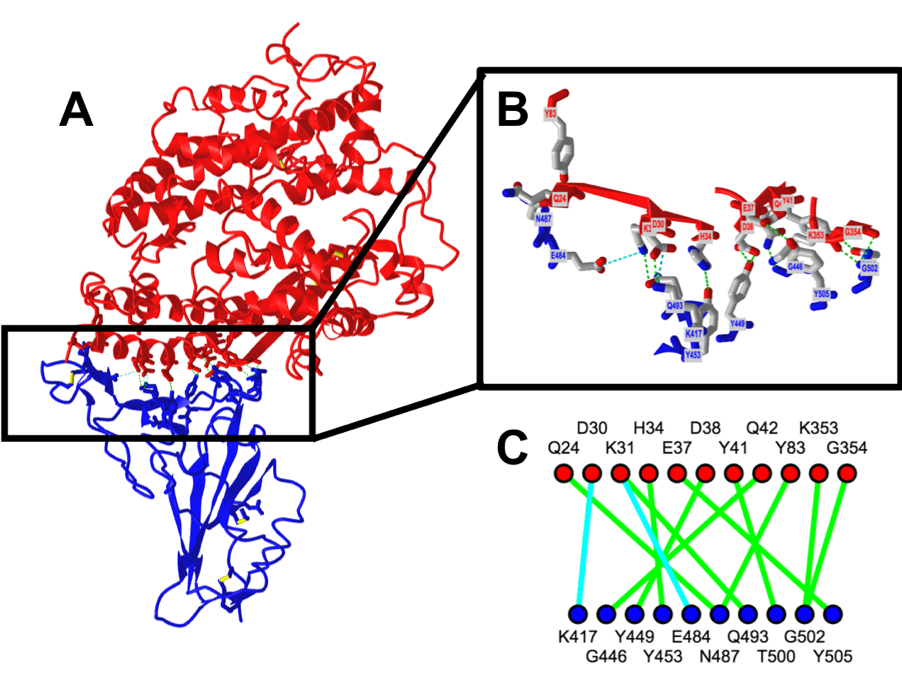 A
B
Y83
Q24
N487
E484
D30
H34
Q493
K417
Y453
Y449
E37
D38
Y41
K353
G354
G446
G502
Y505
C
D30 H34 D38 Q42 K353
Q24 K31 E37 Y41 Y83 G354
K417 Y449 E484 Q493 G502
G446 Y453 N487 T500 Y505